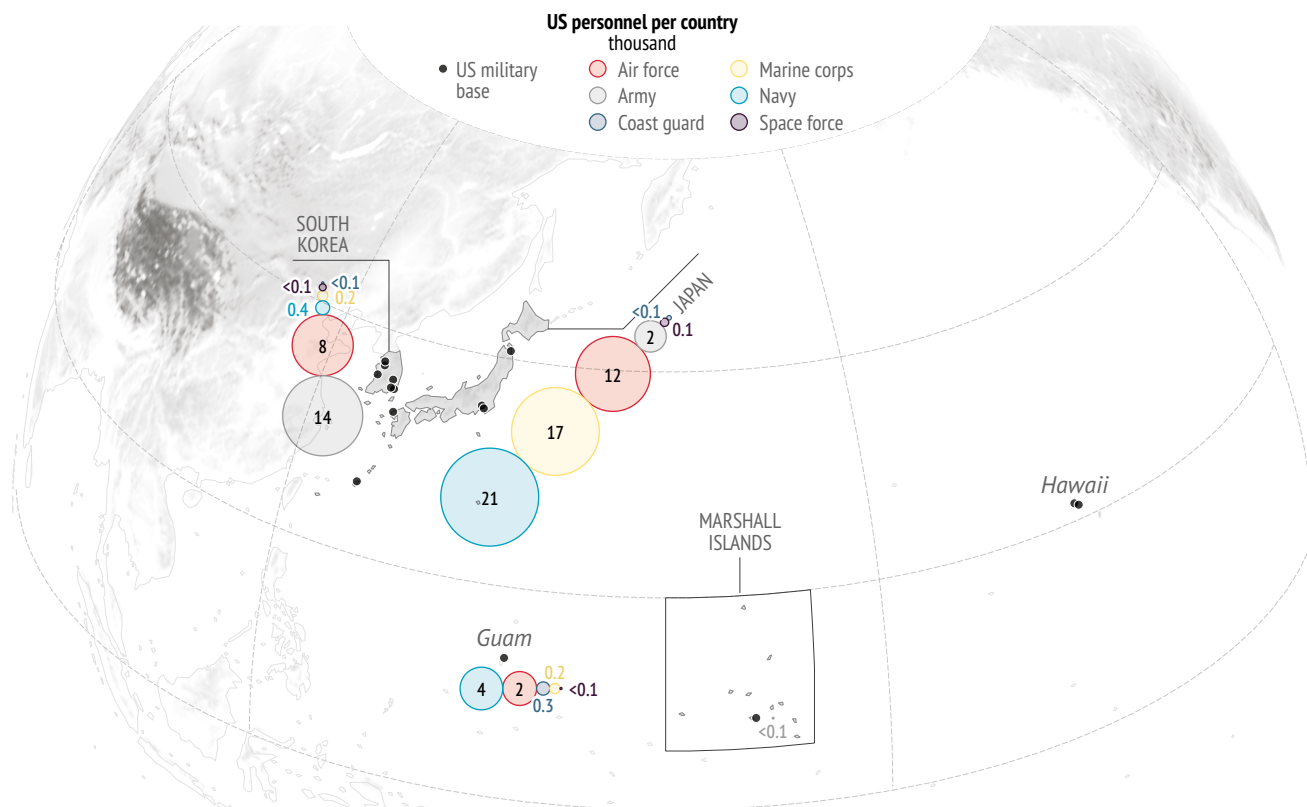 US personnel per country
thousand
US military
base
Air force
Army
Coast guard
Marine corps
Navy
Space force
SOUTH
KOREA
<0.1
<0.1
0.2
0.4
8
14
JAPAN
<0.1
0.1
2
12
17
21
Hawaii
MARSHALL
ISLANDS
<0.1
Guam
4
2
0.3
0.2
<0.1